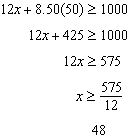 12x + 8.50(50) ≥ 1000
12x + 425 ≥ 1000
12x ≥ 575
x ≥ 575/12
48